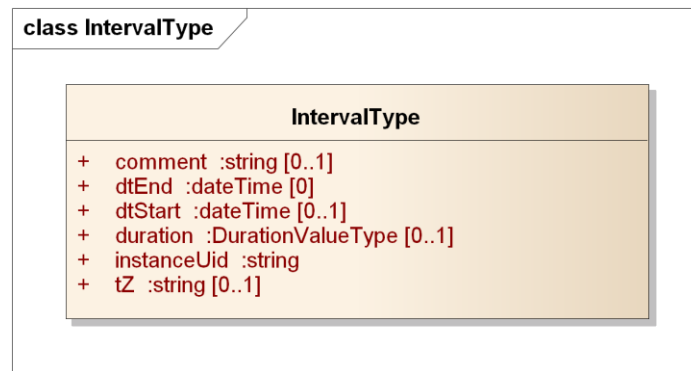 class IntervalType
IntervalType
+ comment :string [0..1]
+ dtEnd :dateTime [0]
+ dtStart :dateTime [0..1]
+ duration :DurationValueType [0..1]
+ instanceUid :string
+ tZ :string [0..1]